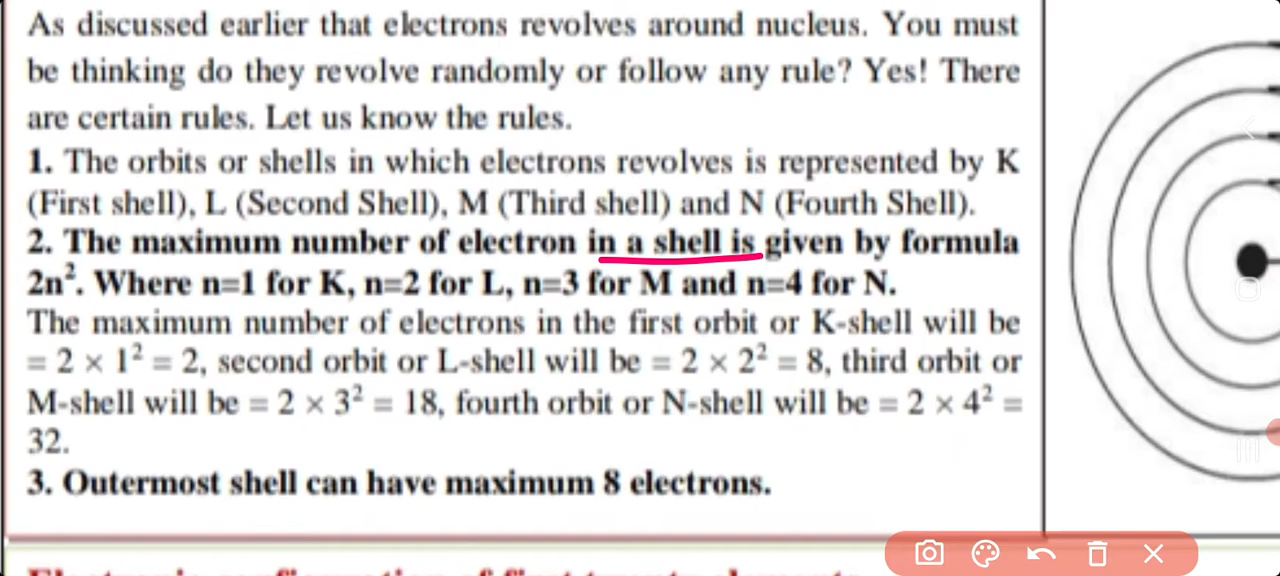 As discussed earlier that electrons revolves around nucleus. You must
be thinking do they revolve randomly or follow any rule? Yes! There
are certain rules. Let us know the rules.
1. The orbits or shells in which electrons revolves is represented by K
(First shell), L (Second Shell), M (Third shell) and N (Fourth Shell).
2. The maximum number of electron in a shell is given by formula
2n². Where n=1 for K, n=2 for L, n=3 for M and n=4 for N.
The maximum number of electrons in the first orbit or K-shell will be
= 2 × 1² = 2, second orbit or L-shell will be = 2 × 2² = 8, third orbit or
M-shell will be = 2 × 3² = 18, fourth orbit or N-shell will be = 2 × 4² =
32.
3. Outermost shell can have maximum 8 electrons.